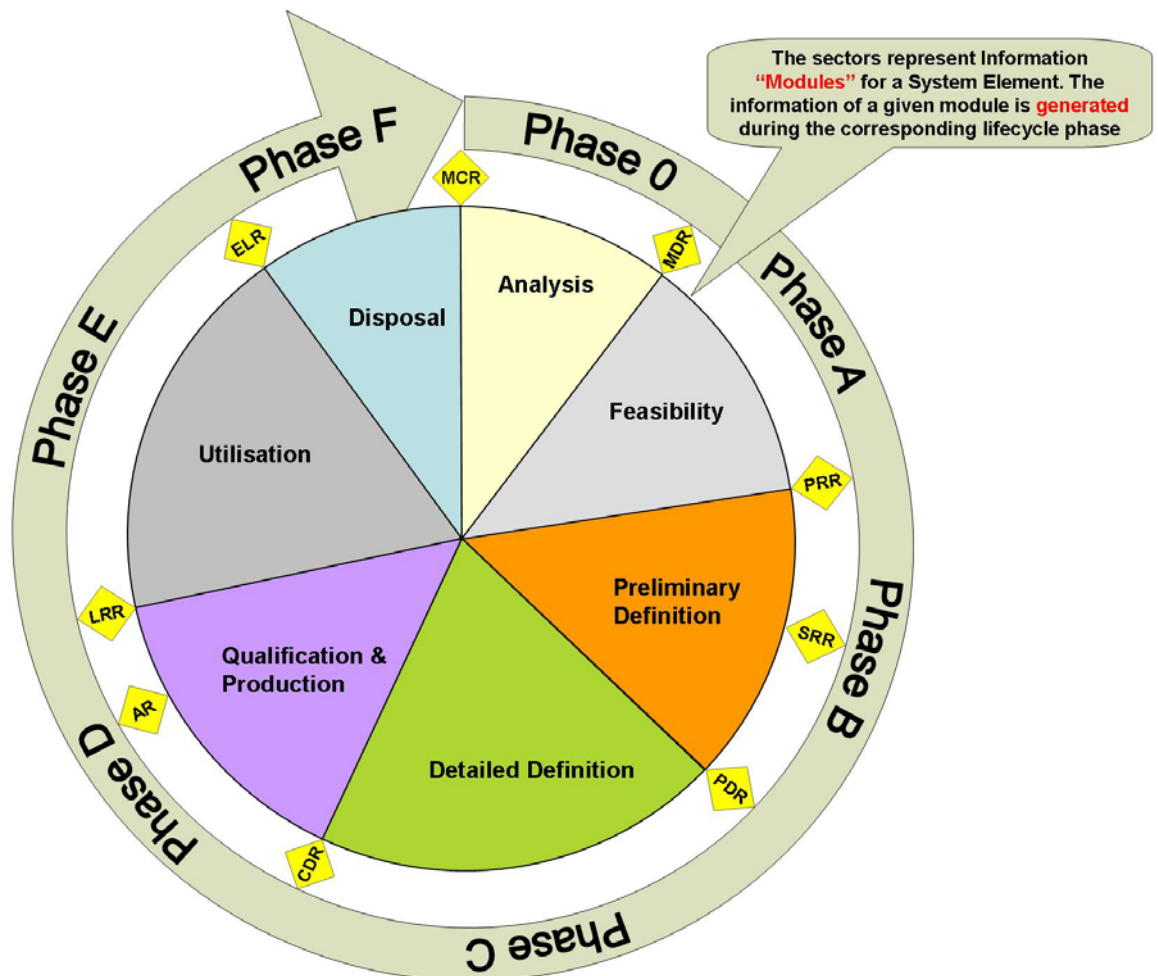 The sectors represent Information
“Modules” for a System Element. The
information of a given module is generated
during the corresponding lifecycle phase
Phase F
Phase 0
MCR
ELR
MDR
Analysis
Phase A
Disposal
Phase E
Feasibility
Utilisation
PRR
Preliminary
Definition
Phase B
SRR
LRR
Qualification &
Production
AR
Phase D
Detailed Definition
PDR
CDR
Phase C